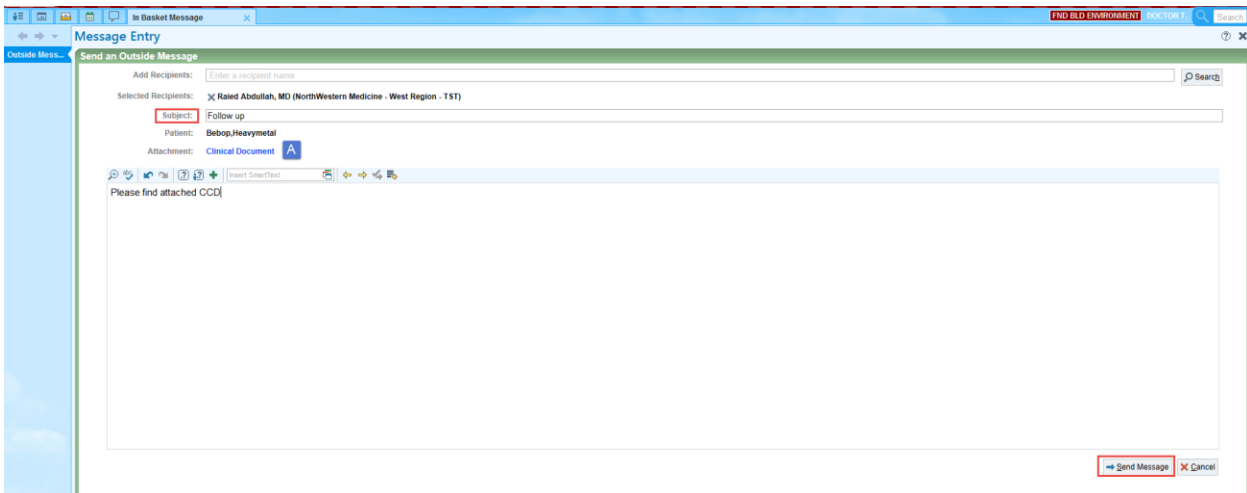 In Basket Message
FND BLD ENVIRONMENT DOCTOR T. Search
Message Entry
Outside Mess...
Send an Outside Message
Add Recipients: Enter a recipient name Search
Selected Recipients: Raied Abdullah, MD (NorthWestern Medicine - West Region - TST)
Subject: Follow up
Patient: Bebop,Heavymetal
Attachment: Clinical Document A
Insert SmartText
Please find attached CCD
Send Message Cancel